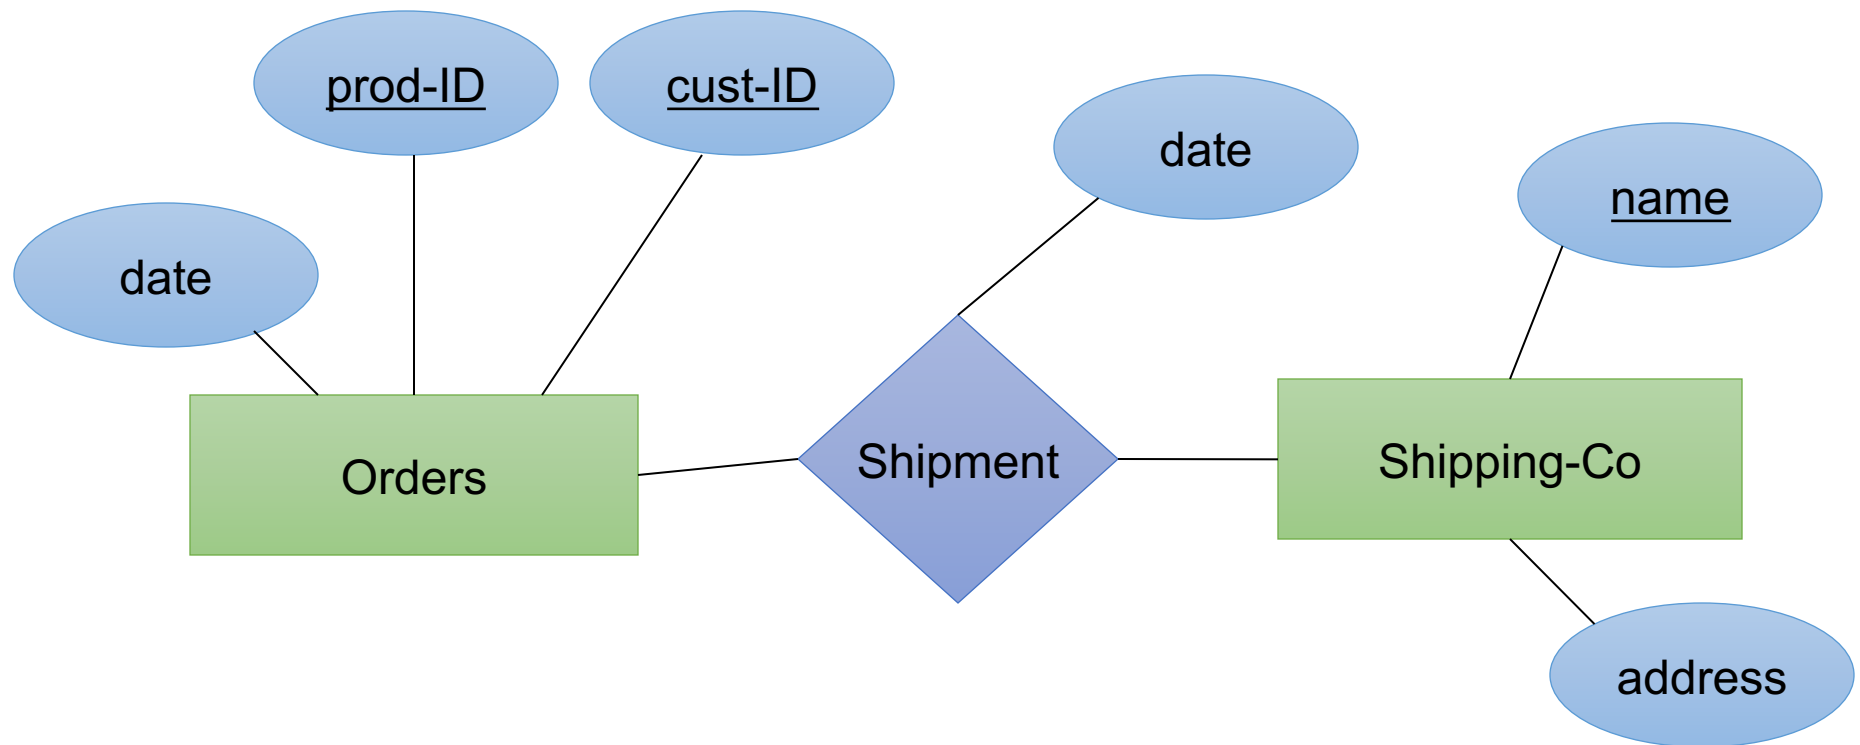 prod-ID
cust-ID
date
name
date
Orders
Shipment
Shipping-Co
address